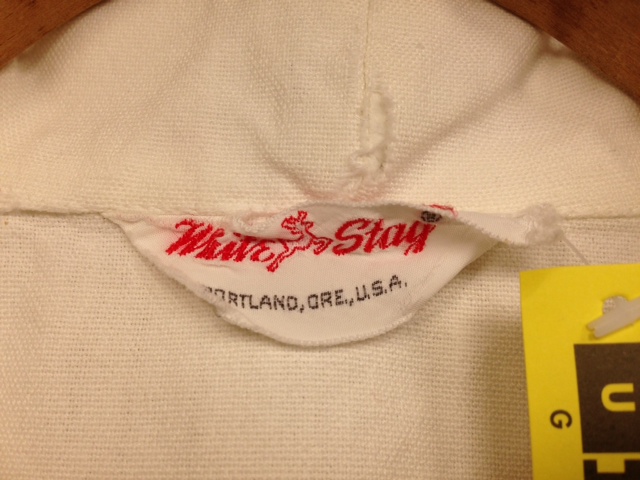 White Stag
PORTLAND, ORE., U.S.A.
U
G